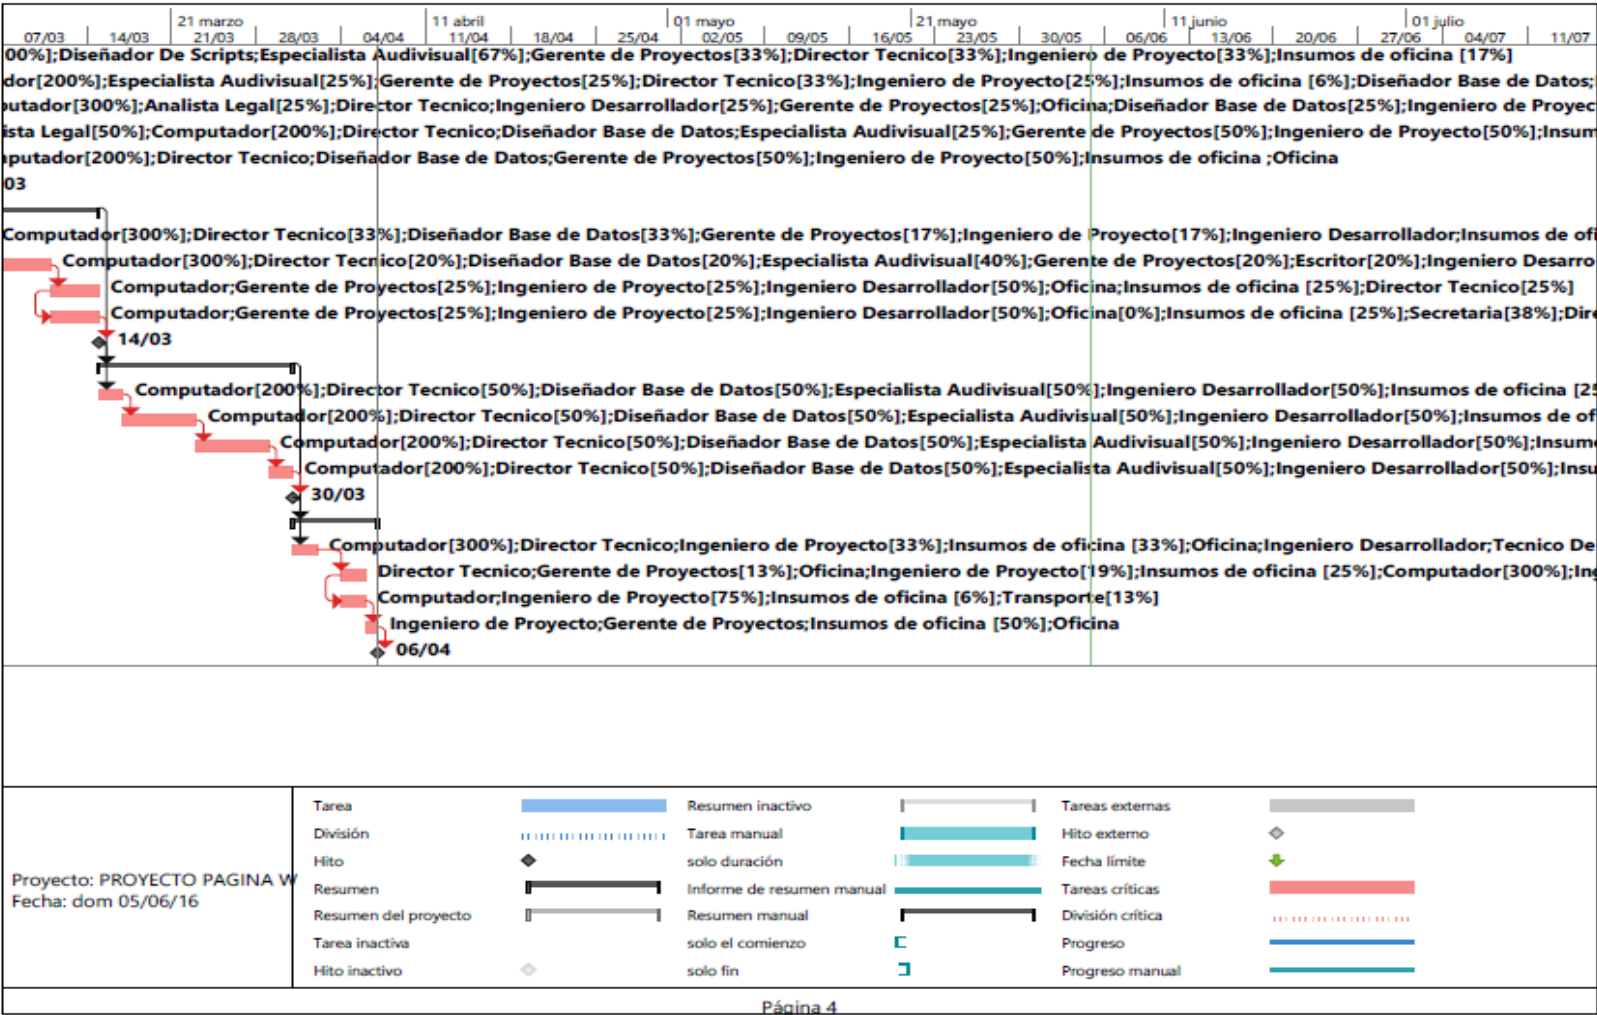 21 marzo 11 abril 01 mayo 21 mayo 11 junio 01 julio
07/03 14/03 21/03 28/03 04/04 11/04 18/04 25/04 02/05 09/05 16/05 23/05 30/05 06/06 13/06 20/06 27/06 04/07 11/07
00%];Diseñador De Scripts;Especialista Audivisual[67%];Gerente de Proyectos[33%];Director Tecnico[33%];Ingeniero de Proyecto[33%];Insumos de oficina [17%]
dor[200%];Especialista Audivisual[25%];Gerente de Proyectos[25%];Director Tecnico[33%];Ingeniero de Proyecto[25%];Insumos de oficina [6%];Diseñador Base de Datos;
putador[300%];Analista Legal[25%];Director Tecnico;Ingeniero Desarrollador[25%];Gerente de Proyectos[25%];Oficina;Diseñador Base de Datos[25%];Ingeniero de Proyec
ista Legal[50%];Computador[200%];Director Tecnico;Diseñador Base de Datos;Especialista Audivisual[25%];Gerente de Proyectos[50%];Ingeniero de Proyecto[50%];Insum
putador[200%];Director Tecnico;Diseñador Base de Datos;Gerente de Proyectos[50%];Ingeniero de Proyecto[50%];Insumos de oficina ;Oficina
03
Computador[300%];Director Tecnico[33%];Diseñador Base de Datos[33%];Gerente de Proyectos[17%];Ingeniero de Proyecto[17%];Ingeniero Desarrollador;Insumos de ofi
Computador[300%];Director Tecnico[20%];Diseñador Base de Datos[20%];Especialista Audivisual[40%];Gerente de Proyectos[20%];Escritor[20%];Ingeniero Desarro
Computador;Gerente de Proyectos[25%];Ingeniero de Proyecto[25%];Ingeniero Desarrollador[50%];Oficina;Insumos de oficina [25%];Director Tecnico[25%]
Computador;Gerente de Proyectos[25%];Ingeniero de Proyecto[25%];Ingeniero Desarrollador[50%];Oficina[0%];Insumos de oficina [25%];Secretaria[38%];Dire
14/03
Computador[200%];Director Tecnico[50%];Diseñador Base de Datos[50%];Especialista Audivisual[50%];Ingeniero Desarrollador[50%];Insumos de oficina [25
Computador[200%];Director Tecnico[50%];Diseñador Base de Datos[50%];Especialista Audivisual[50%];Ingeniero Desarrollador[50%];Insumos de of
Computador[200%];Director Tecnico[50%];Diseñador Base de Datos[50%];Especialista Audivisual[50%];Ingeniero Desarrollador[50%];Insumo
Computador[200%];Director Tecnico[50%];Diseñador Base de Datos[50%];Especialista Audivisual[50%];Ingeniero Desarrollador[50%];Insu
30/03
Computador[300%];Director Tecnico;Ingeniero de Proyecto[33%];Insumos de oficina [33%];Oficina;Ingeniero Desarrollador;Tecnico De
Director Tecnico;Gerente de Proyectos[13%];Oficina;Ingeniero de Proyecto[19%];Insumos de oficina [25%];Computador[300%];Ing
Computador;Ingeniero de Proyecto[75%];Insumos de oficina [6%];Transporte[13%]
Ingeniero de Proyecto;Gerente de Proyectos;Insumos de oficina [50%];Oficina
06/04
Proyecto: PROYECTO PAGINA W
Fecha: dom 05/06/16
Tarea Resumen inactivo Tareas externas
División Tarea manual Hito externo
Hito solo duración Fecha límite
Resumen Informe de resumen manual Tareas críticas
Resumen del proyecto Resumen manual División crítica
Tarea inactiva solo el comienzo Progreso
Hito inactivo solo fin Progreso manual
Página 4